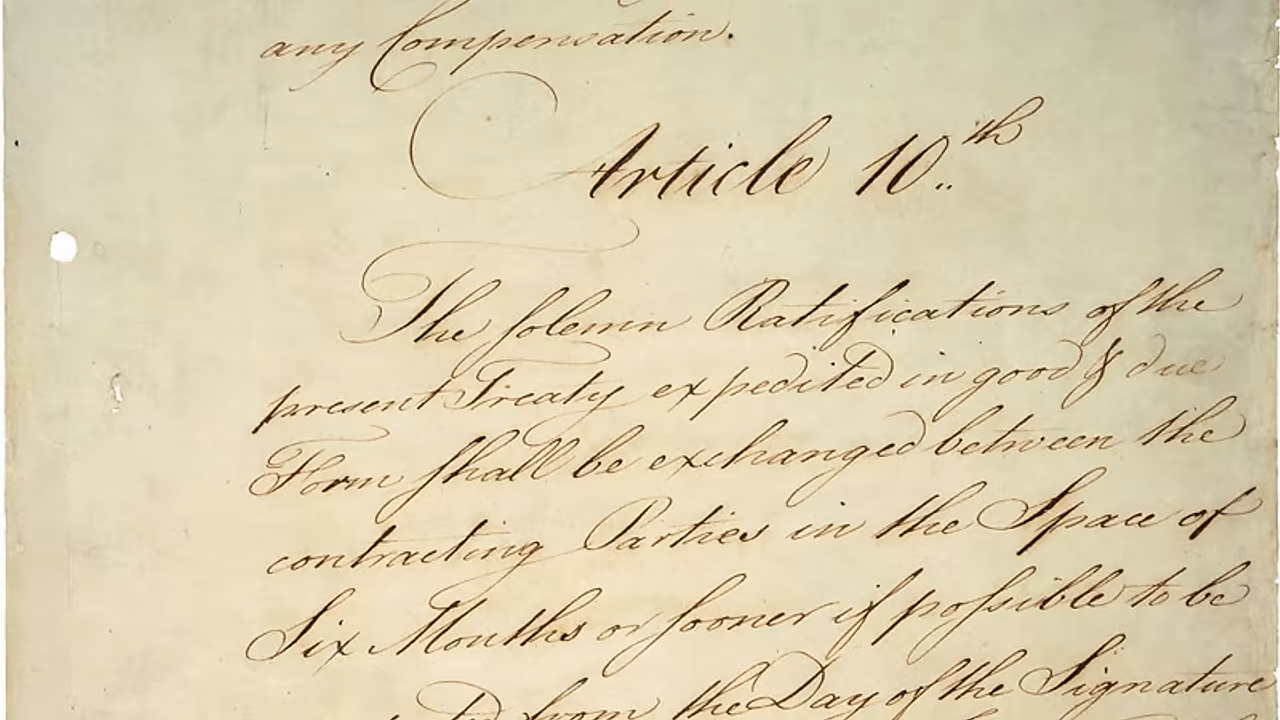 any Compensation.
Article 10th
The solemn Ratifications of the
present Treaty expedited in good & due
Form shall be exchanged between the
contracting Parties in the Space of
Six Months or sooner if possible to be
from the Day of the Signature